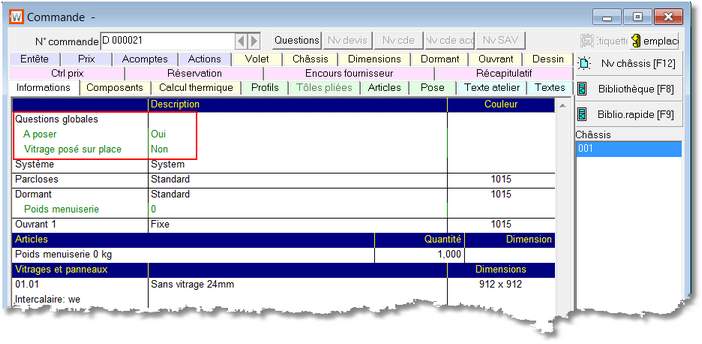 Commande -
N° commande D 000021 Questions Nv devis Nv cde Nv SAV
Entête Prix Acomptes Actions Volet Châssis Dimensions Dormant Ouvrant Dessin
Nv châssis [F12]
Ctrl prix Réservation Encours fournisseur Récapitulatif
Informations Composants Calcul thermique Profils Tôles pliées Articles Pose Texte atelier Textes
Bibliothèque [F8]
Biblio.rapide [F9]
Description Couleur
Questions globales
A poser Oui
Vitrage posé sur place Non
Système System
Parcloses Standard 1015
Dormant Standard 1015
Poids menuiserie 0
Ouvrant 1 Fixe 1015
Articles Quantité Dimension
Poids menuiserie 0 kg 1,000
Vitrages et panneaux Dimensions
01.01 Sans vitrage 24mm 912 x 912
Intercalaire: we
Châssis
001